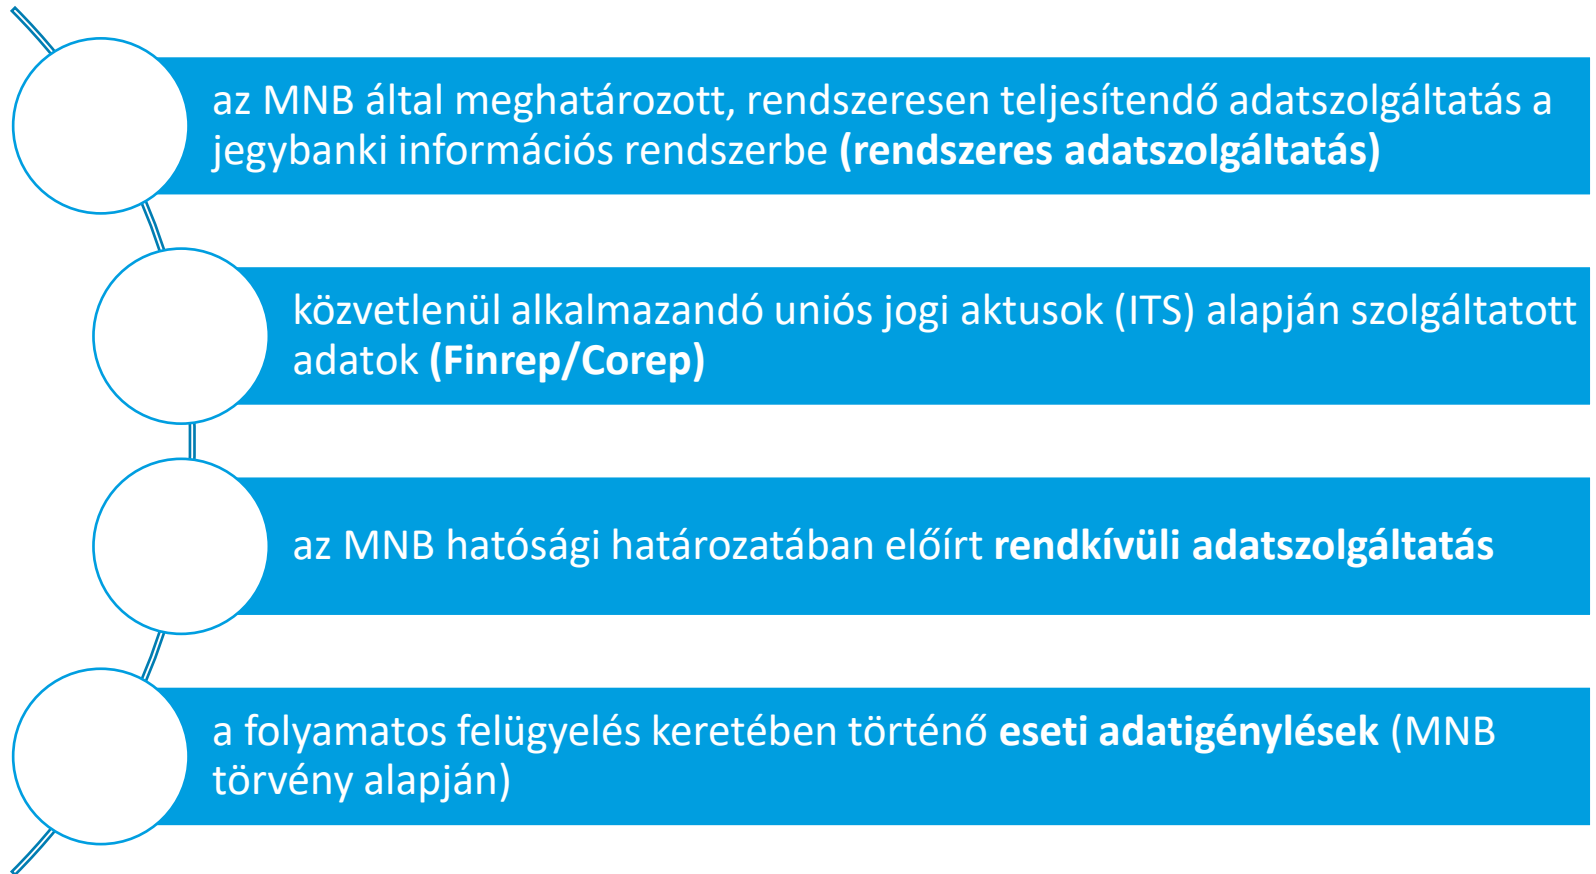 az MNB által meghatározott, rendszeresen teljesítendő adatszolgáltatás a
jegybanki információs rendszerbe (rendszeres adatszolgáltatás)
közvetlenül alkalmazandó uniós jogi aktusok (ITS) alapján szolgáltatott
adatok (Finrep/Corep)
az MNB hatósági határozatában előírt rendkívüli adatszolgáltatás
a folyamatos felügyelés keretében történő eseti adatigénylések (MNB
törvény alapján)